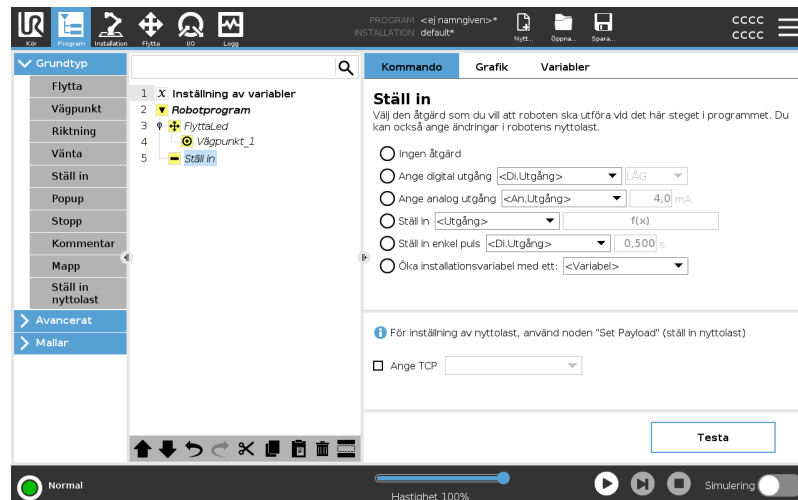 UR
Kör
Program
Installation
Flytta
I/O
Logg
PROGRAM <ej namngiven>*
INSTALLATION default*
Nytt...
Öppna...
Spara...
CCCC
CCCC
Grundtyp
Flytta
Vägpunkt
Riktning
Vänta
Ställ in
Popup
Stopp
Kommentar
Mapp
Ställ in
nyttolast
Avancerat
Mallar
1 X Inställning av variabler
2 Robotprogram
3 FlyttaLed
4 Vägpunkt_1
5 Ställ in
Kommando Grafik Variabler
Ställ in
Välj den åtgärd som du vill att roboten ska utföra vid det här steget i programmet. Du
kan också ange ändringar i robotens nyttolast.
Ingen åtgärd
Ange digital utgång <Di.Utgång> LÅG
Ange analog utgång <An.Utgång> 4,0 mA
Ställ in <Utgång> f(x)
Ställ in enkel puls <Di.Utgång> 0,500 s
Öka installationsvariabel med ett: <Variabel>
För inställning av nyttolast, använd noden "Set Payload" (ställ in nyttolast)
Ange TCP
Testa
Normal
Hastighet 100%
Simulering